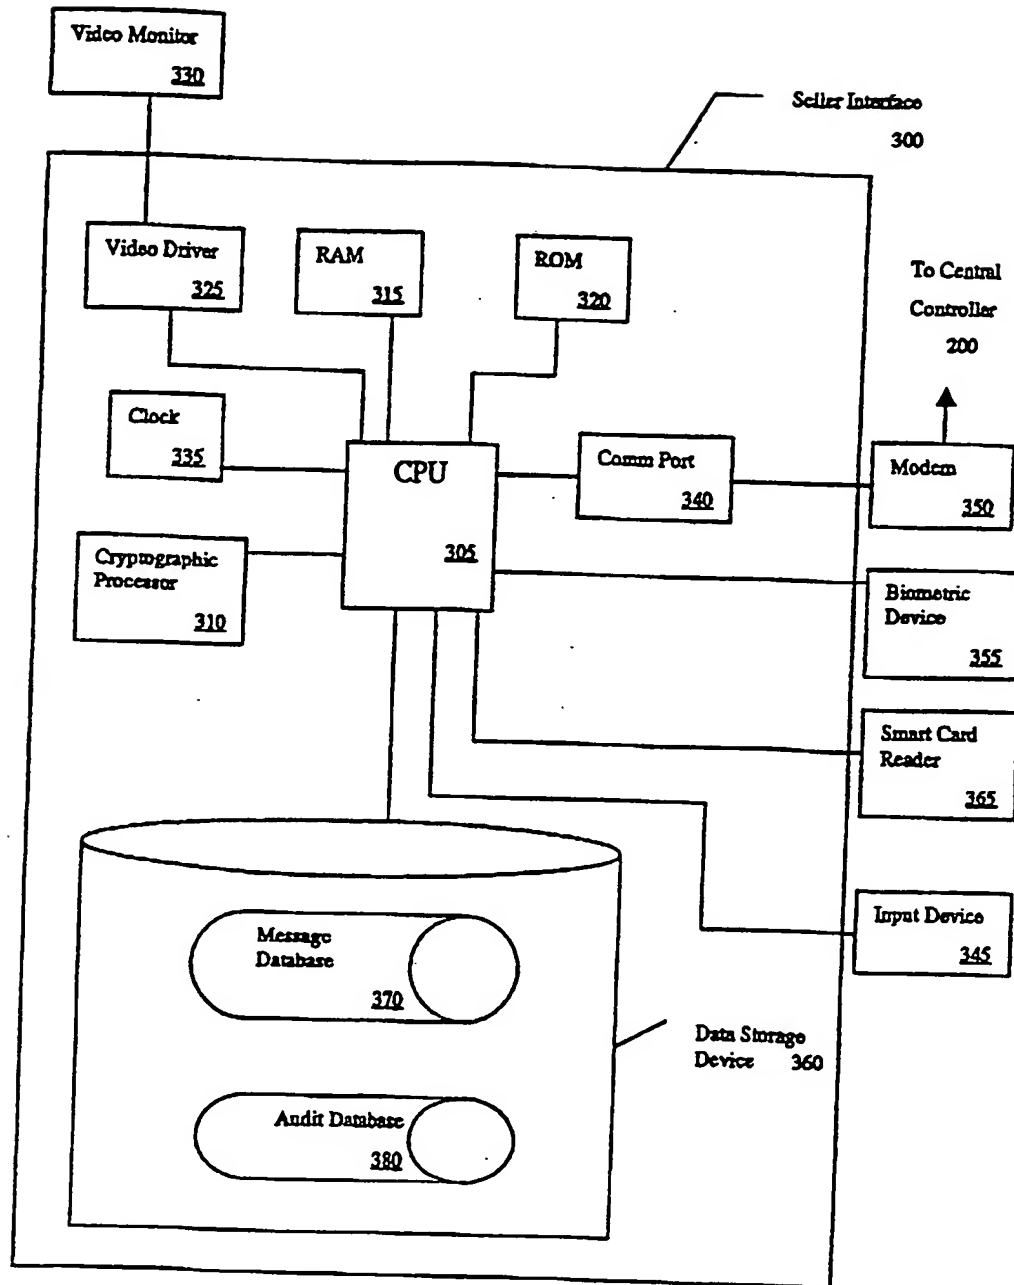 Video Monitor
330
Seller Interface
300
Video Driver
325
RAM
315
ROM
320
To Central
Controller
200
Clock
335
CPU
305
Comm Port
340
Modem
350
Cryptographic
Processor
310
Biometric
Device
355
Smart Card
Reader
365
Input Device
345
Message
Database
370
Data Storage
Device 360
Audit Database
380